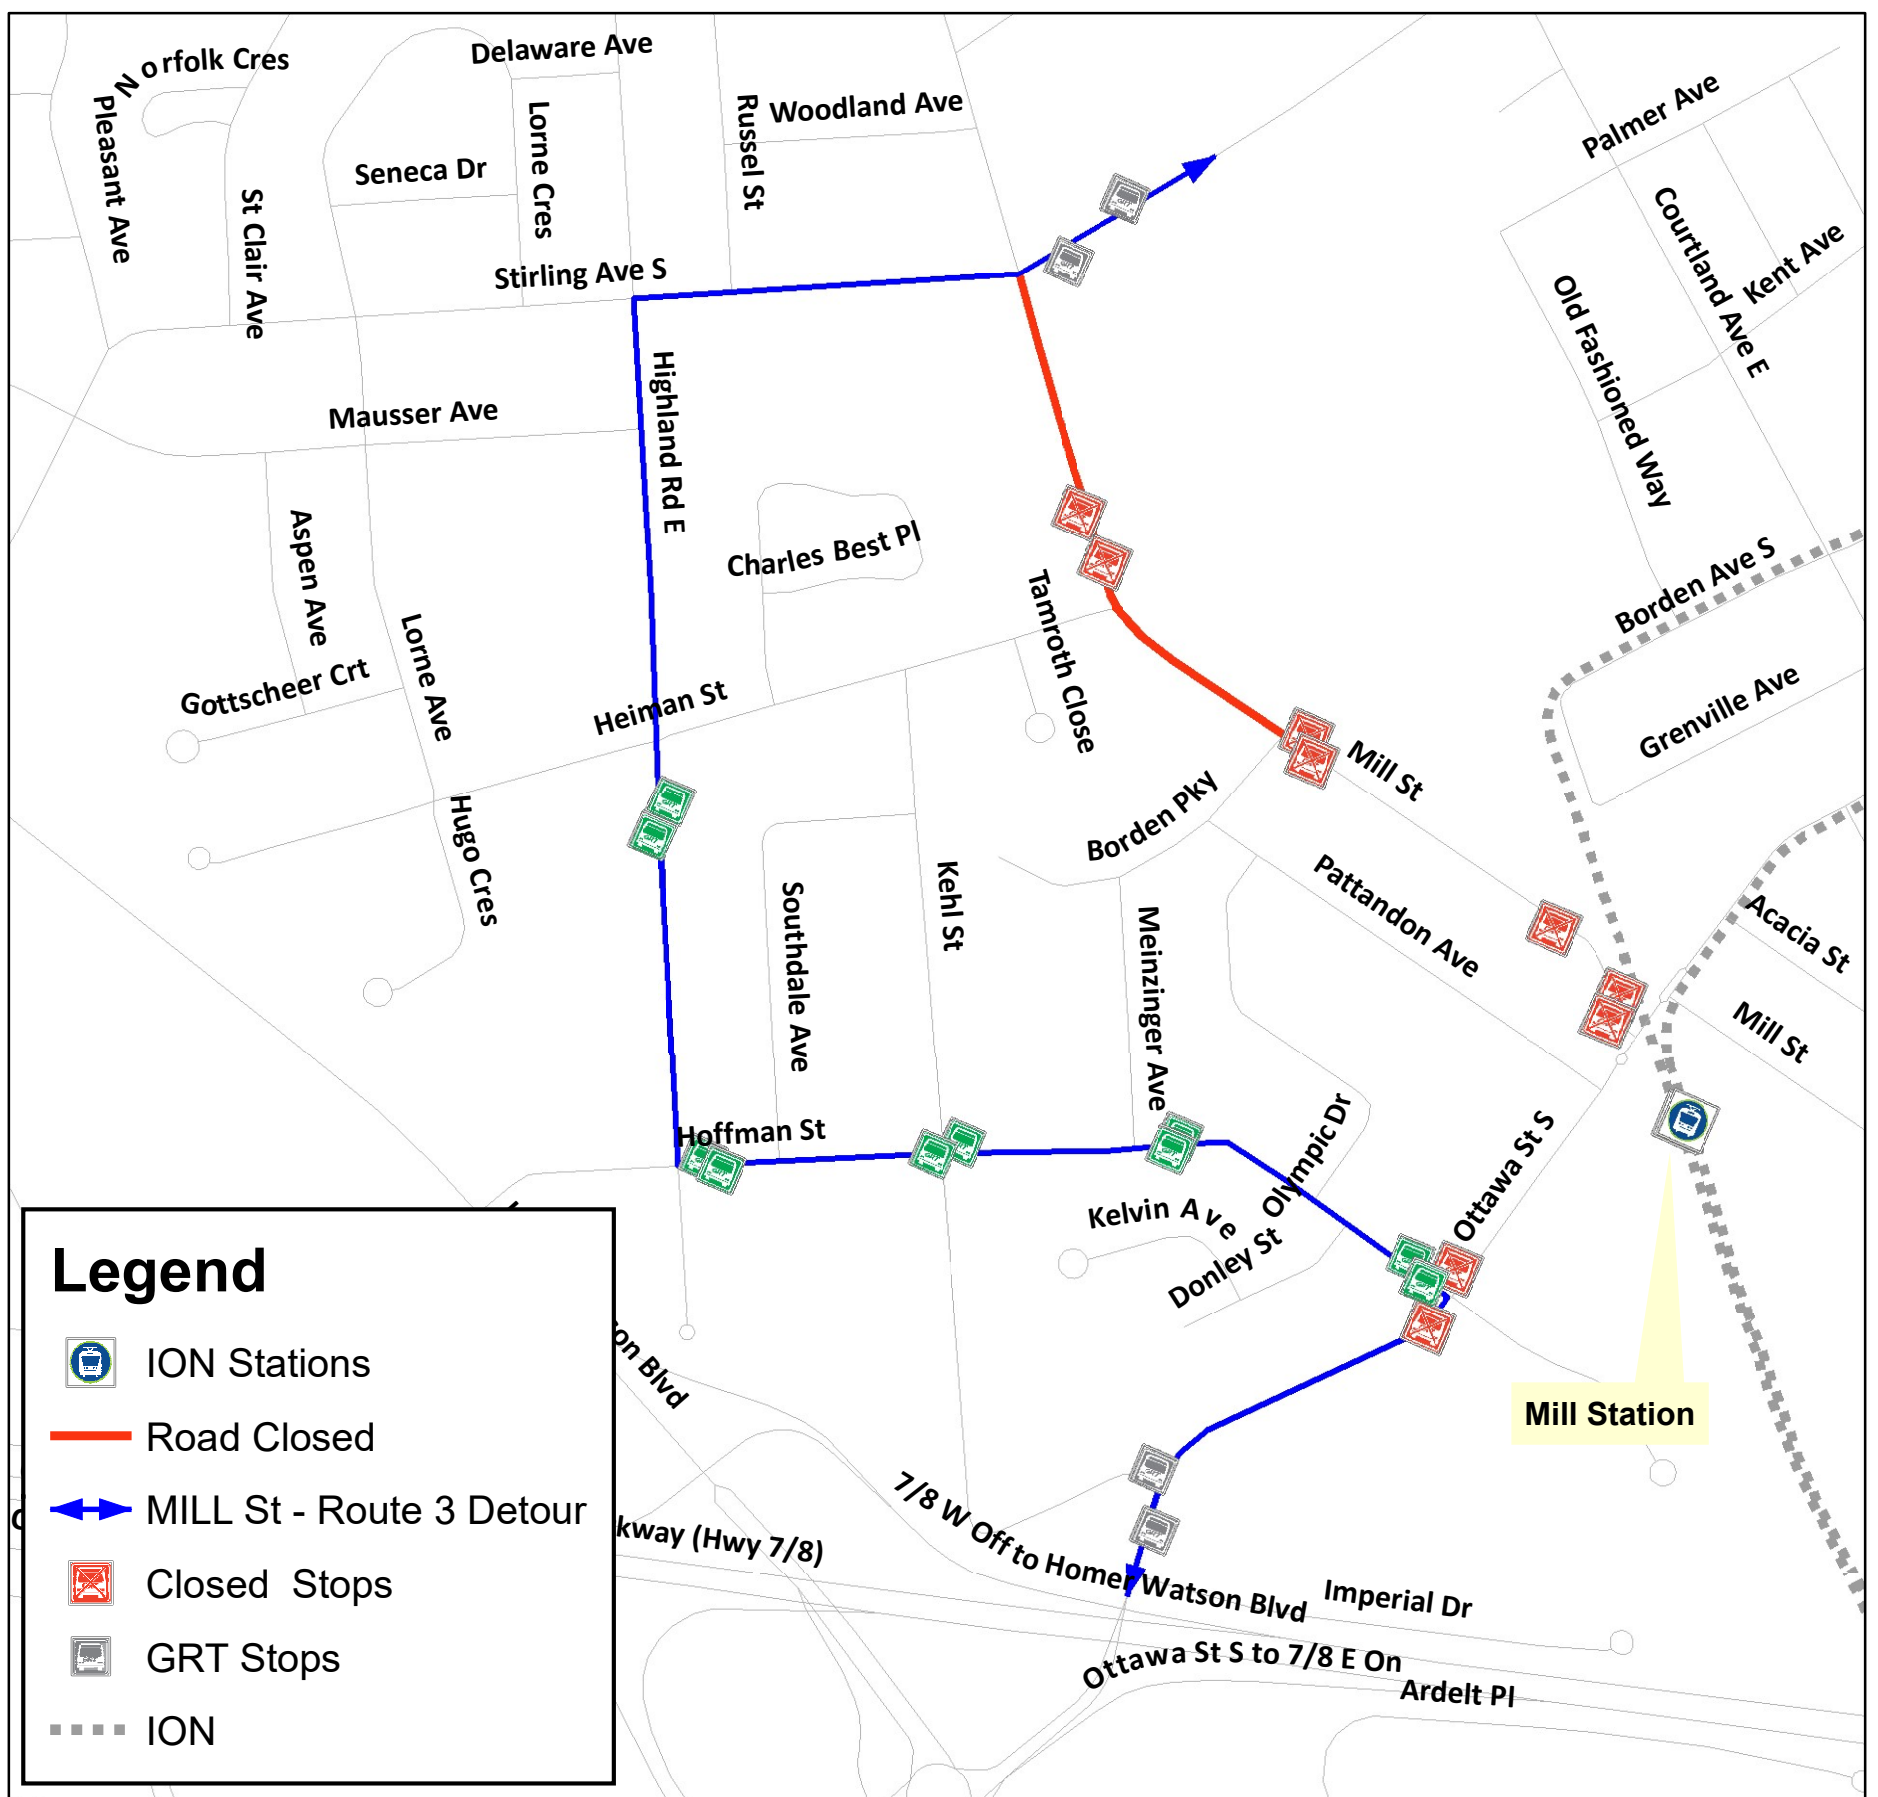 Norfolk Cres
Delaware Ave
Pleasant Ave
Lorne Cres
Russel St
Woodland Ave
Palmer Ave
Seneca Dr
St Clair Ave
Courtland Ave E
Kent Ave
Stirling Ave S
Old Fashioned Way
Highland Rd E
Mausser Ave
Aspen Ave
Charles Best Pl
Borden Ave S
Tamroth Close
Lorne Ave
Gottscheer Crt
Heiman St
Grenville Ave
Mill St
Borden Pky
Hugo Cres
Pattandon Ave
Kehl St
Southdale Ave
Meinzinger Ave
Acacia St
Mill St
Hoffman St
Olympic Dr
Ottawa St S
Kelvin Ave
Donley St
on Blvd
Mill Station
kway (Hwy 7/8)
7/8 W Off to Homer Watson Blvd
Imperial Dr
Ottawa St S to 7/8 E On
Ardelt Pl
Legend
ION Stations
Road Closed
MILL St - Route 3 Detour
Closed Stops
GRT Stops
ION